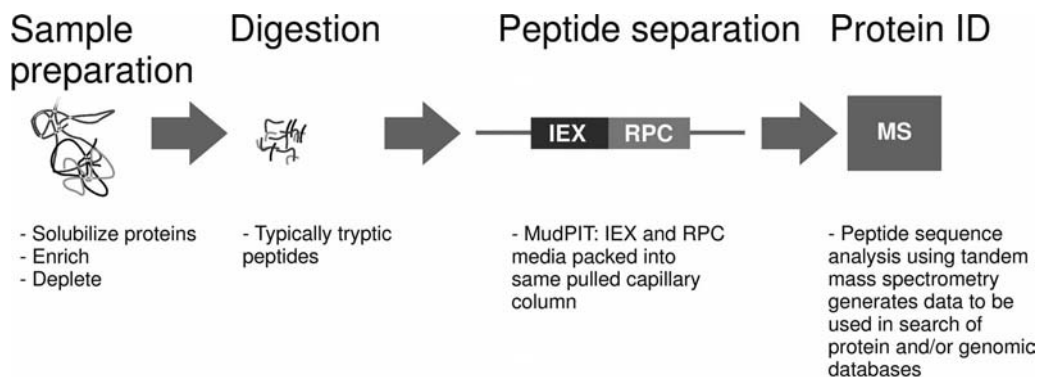 Sample
preparation
Digestion
Peptide separation
Protein ID
IEX
RPC
MS
- Solubilize proteins
- Enrich
- Deplete
- Typically tryptic
peptides
- MudPIT: IEX and RPC
media packed into
same pulled capillary
column
- Peptide sequence
analysis using tandem
mass spectrometry
generates data to be
used in search of
protein and/or genomic
databases